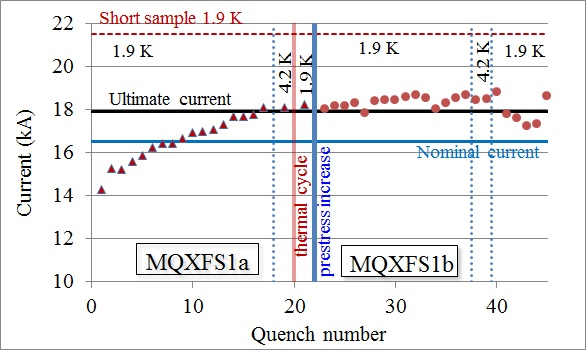 22
20
18
16
14
12
10
Current (kA)
Short sample 1.9 K
1.9 K
4.2 K
1.9 K
1.9 K
4.2 K
1.9 K
Ultimate current
Nominal current
thermal cycle
prestress increase
MQXFS1a
MQXFS1b
0
10
20
30
40
Quench number